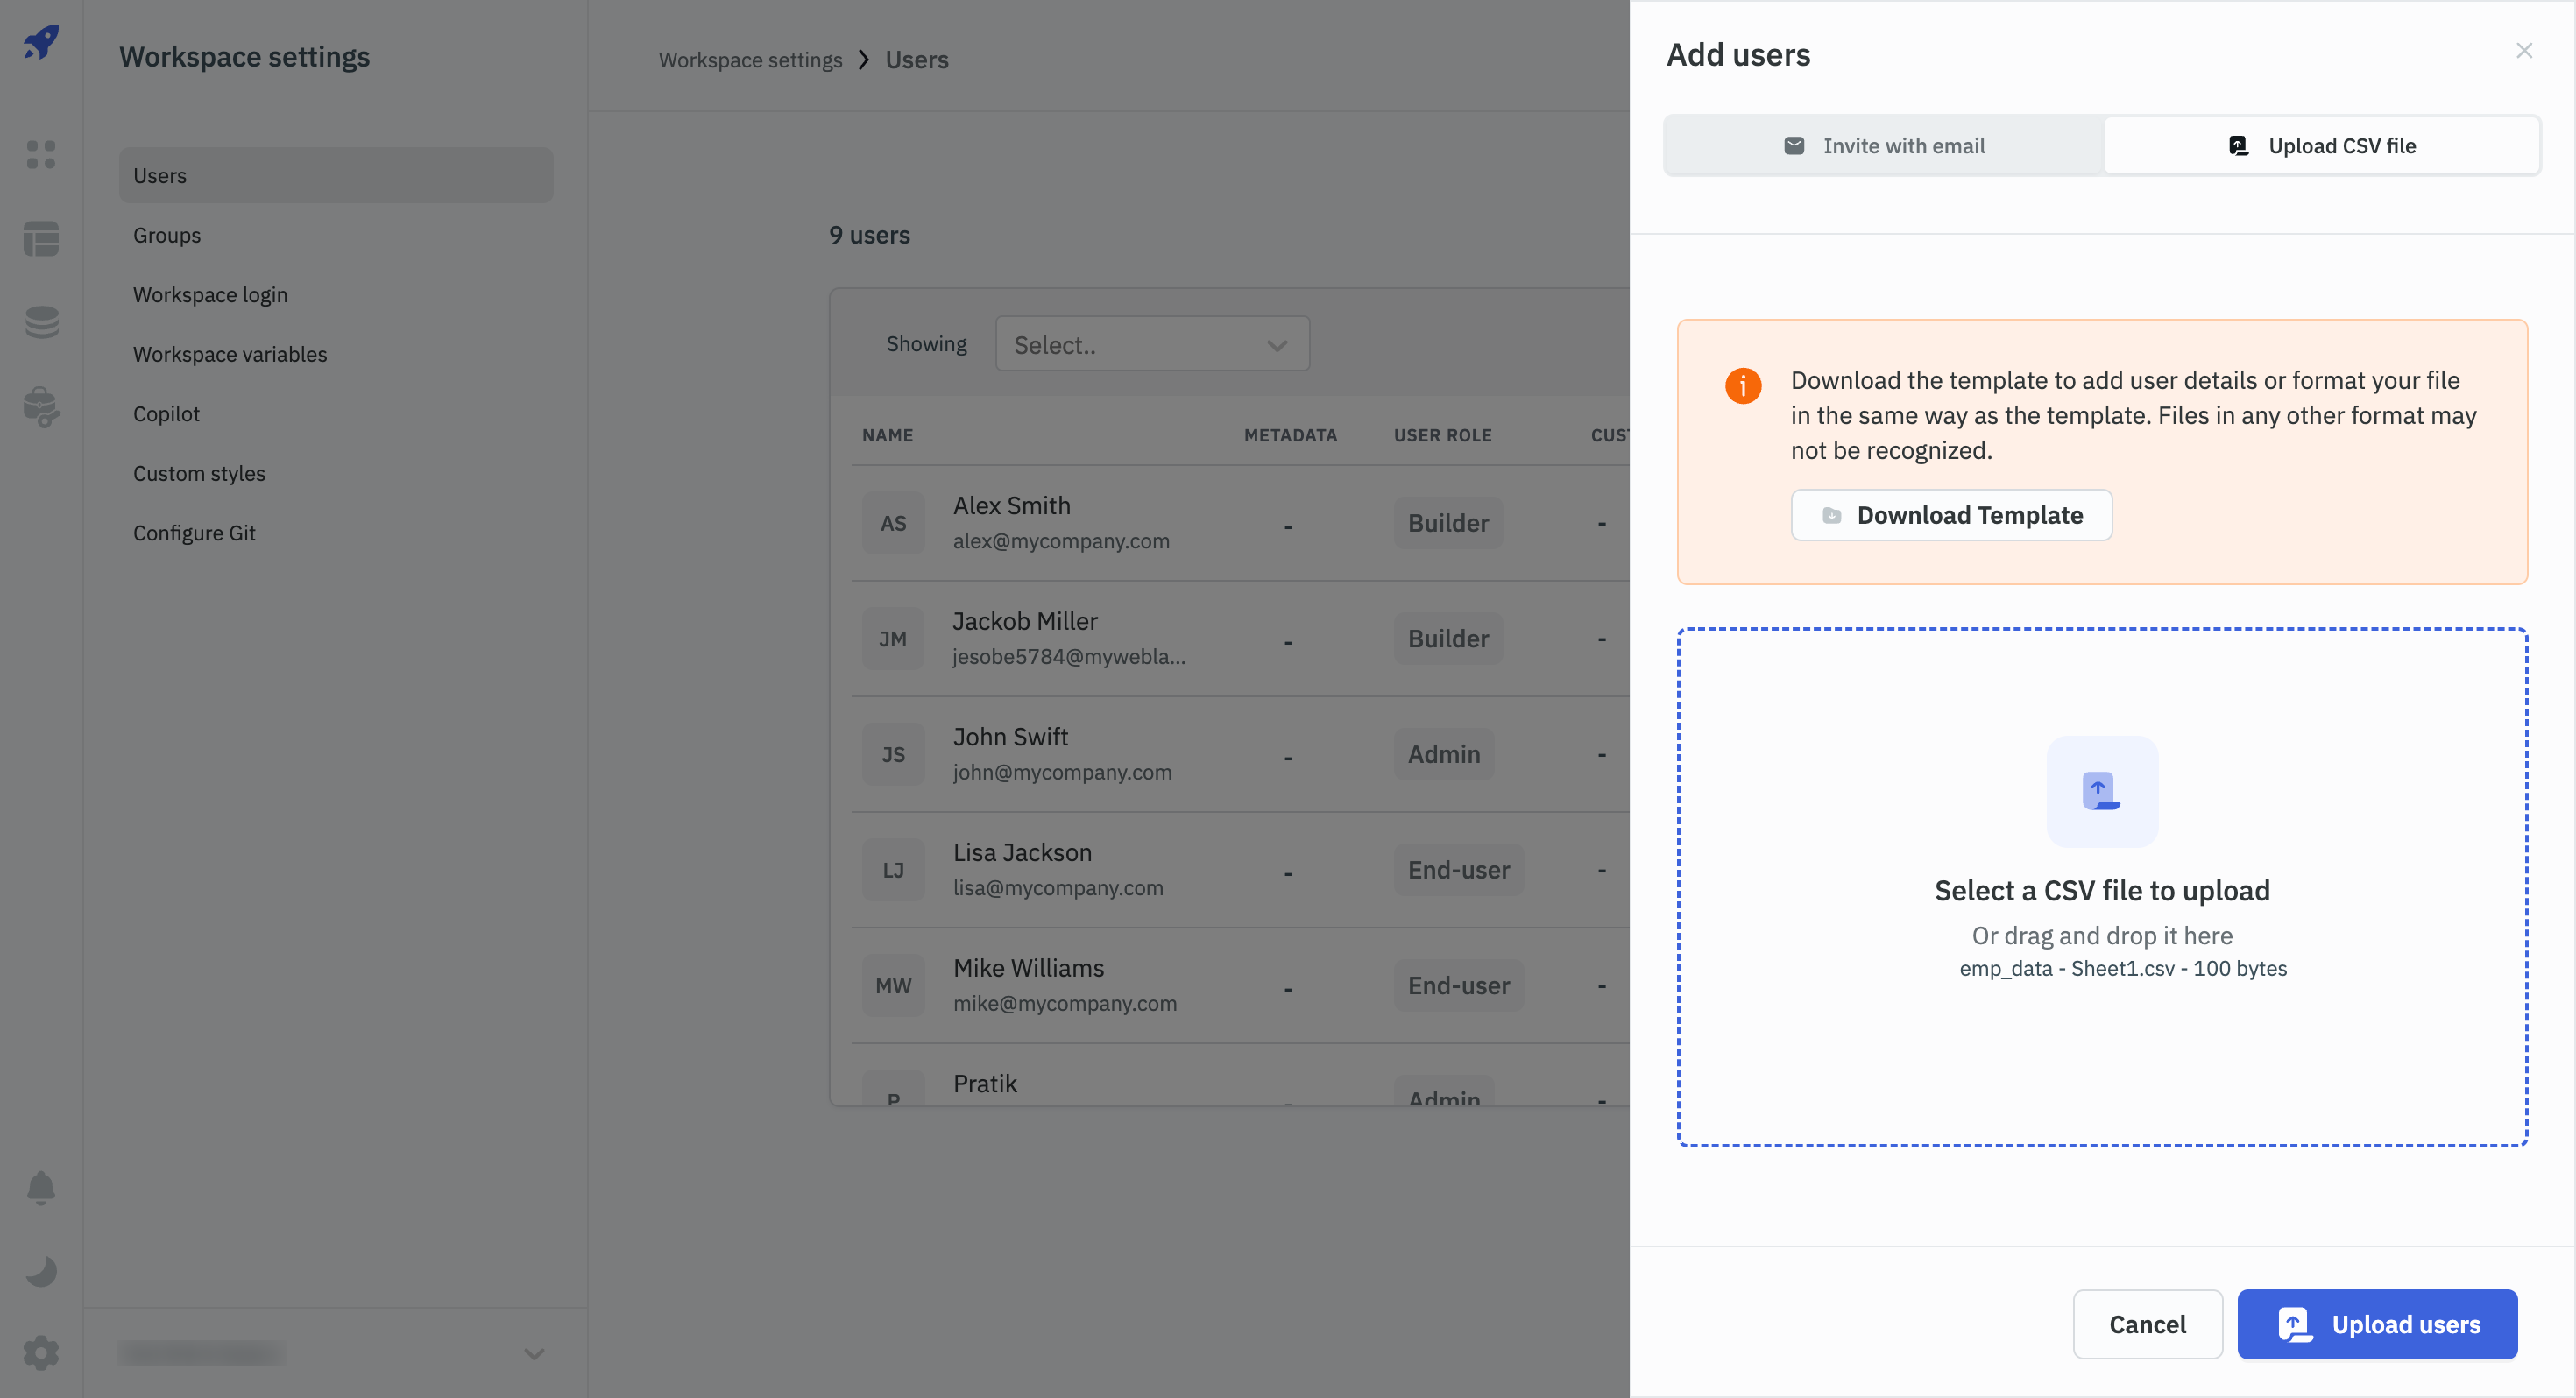 Workspace settings
Users
Groups
Workspace login
Workspace variables
Copilot
Custom styles
Configure Git
Workspace settings > Users
9 users
Showing Select..
NAME METADATA USER ROLE
AS Alex Smith - Builder -
alex@mycompany.com
JM Jackob Miller - Builder -
jesobe5784@mywebla...
JS John Swift - Admin -
john@mycompany.com
LJ Lisa Jackson - End-user -
lisa@mycompany.com
MW Mike Williams - End-user -
mike@mycompany.com
P Pratik - Admin -
Add users
Invite with email
Upload CSV file
Download the template to add user details or format your file
in the same way as the template. Files in any other format may
not be recognized.
Download Template
Select a CSV file to upload
Or drag and drop it here
emp_data - Sheet1.csv - 100 bytes
Cancel
Upload users